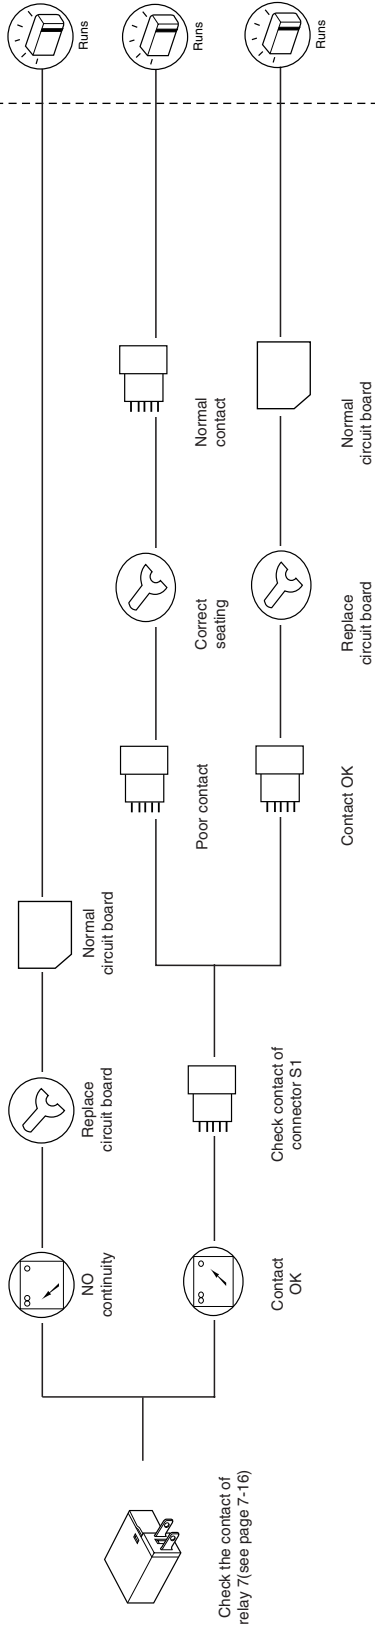 Check the contact of
relay 7(see page 7-16)
NO
continuity
Replace
circuit board
Normal
circuit board
Runs
Contact
OK
Check contact of
connector S1
Poor contact
Correct
seating
Normal
contact
Runs
Contact OK
Replace
circuit board
Normal
circuit board
Runs